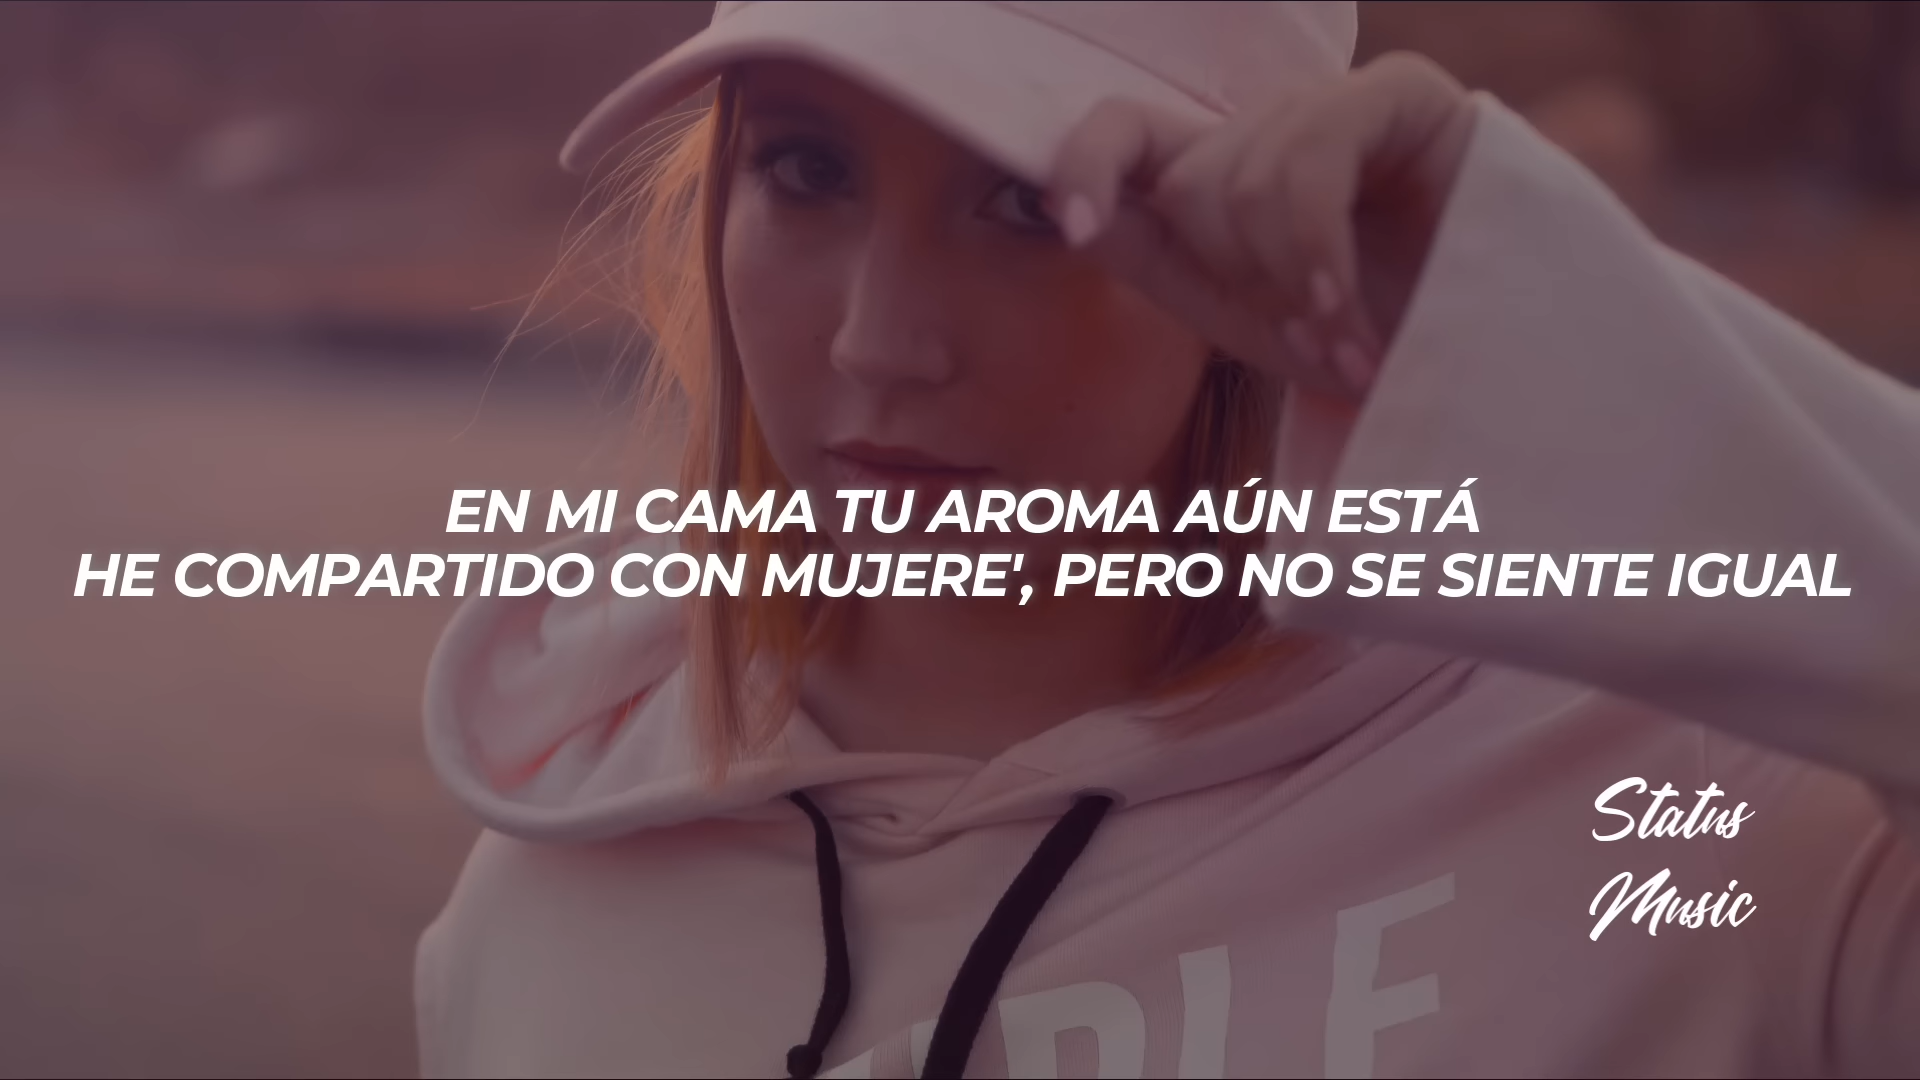 EN MI CAMA TU AROMA AÚN ESTÁ
HE COMPARTIDO CON MUJERE', PERO NO SE SIENTE IGUAL
Status
Music